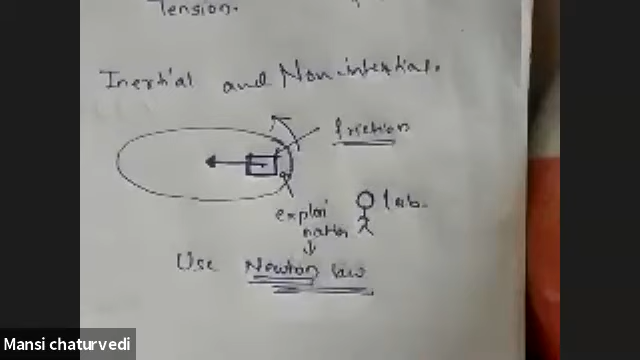 Tension.
Inertial and Non inertial.
friction
lab.
explai
nation
Use Newton law
Mansi chaturvedi